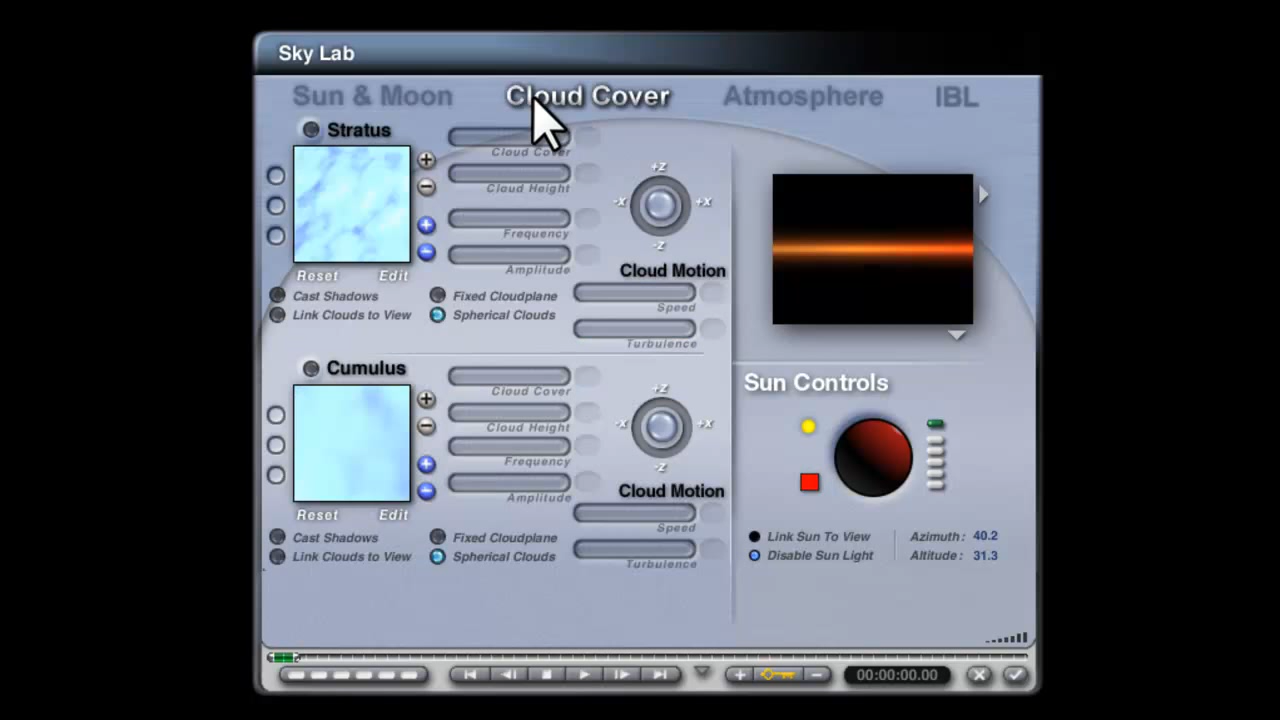 Sky Lab
Sun & Moon Cloud Cover Atmosphere IBL
Stratus
Cloud Cover
Cloud Height
Frequency
Amplitude
+Z
-X +X
-Z
Reset Edit
Cloud Motion
Cast Shadows Fixed Cloudplane
Speed
Link Clouds to View Spherical Clouds
Turbulence
Cumulus
Cloud Cover
Cloud Height
Frequency
Amplitude
+Z
-X +X
-Z
Cloud Motion
Reset Edit
Speed
Cast Shadows Fixed Cloudplane
Link Clouds to View Spherical Clouds
Turbulence
Sun Controls
Link Sun To View Azimuth: 40.2
Disable Sun Light Altitude: 31.3
00:00:00.00